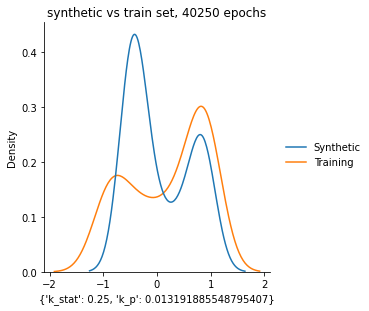 synthetic vs train set, 40250 epochs
0.4
0.3
0.2
0.1
0.0
Density
Synthetic
Training
−2 −1 0 1 2
{'k_stat': 0.25, 'k_p': 0.013191885548795407}